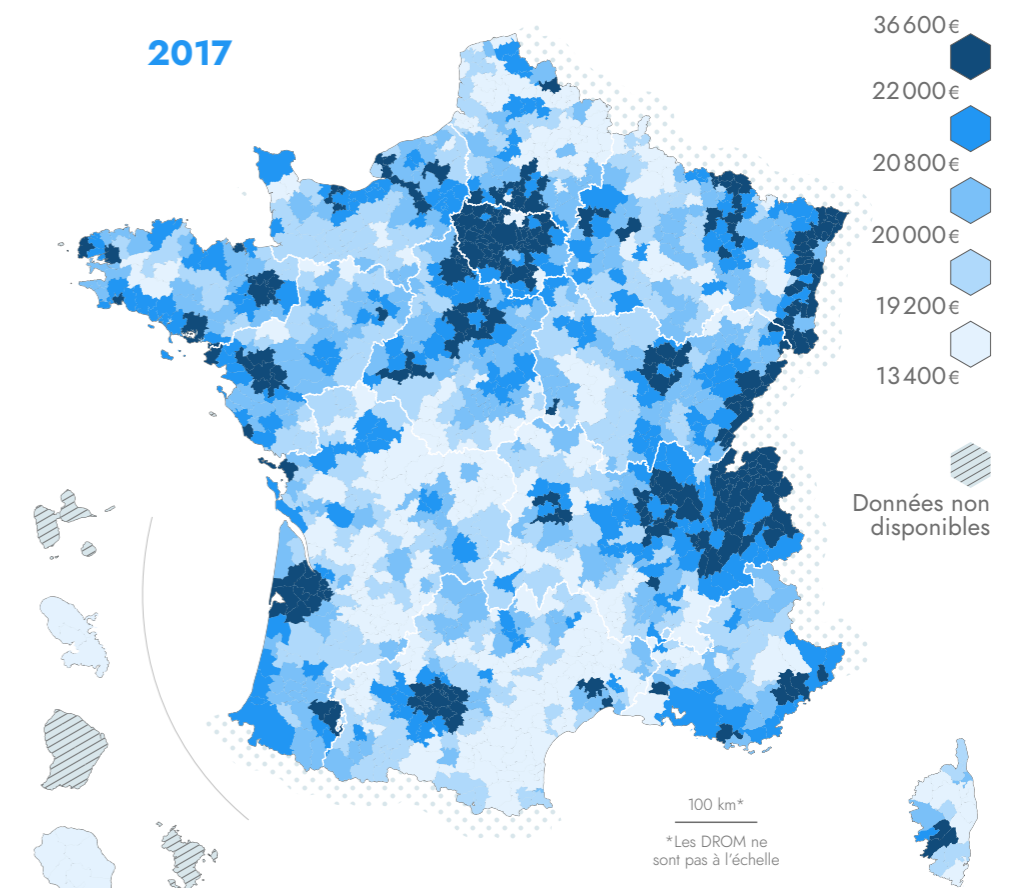 2017
36 600 €
22 000 €
20 800 €
20 000 €
19 200 €
13 400 €
Données non
disponibles
100 km*
*Les DROM ne
sont pas à l'échelle